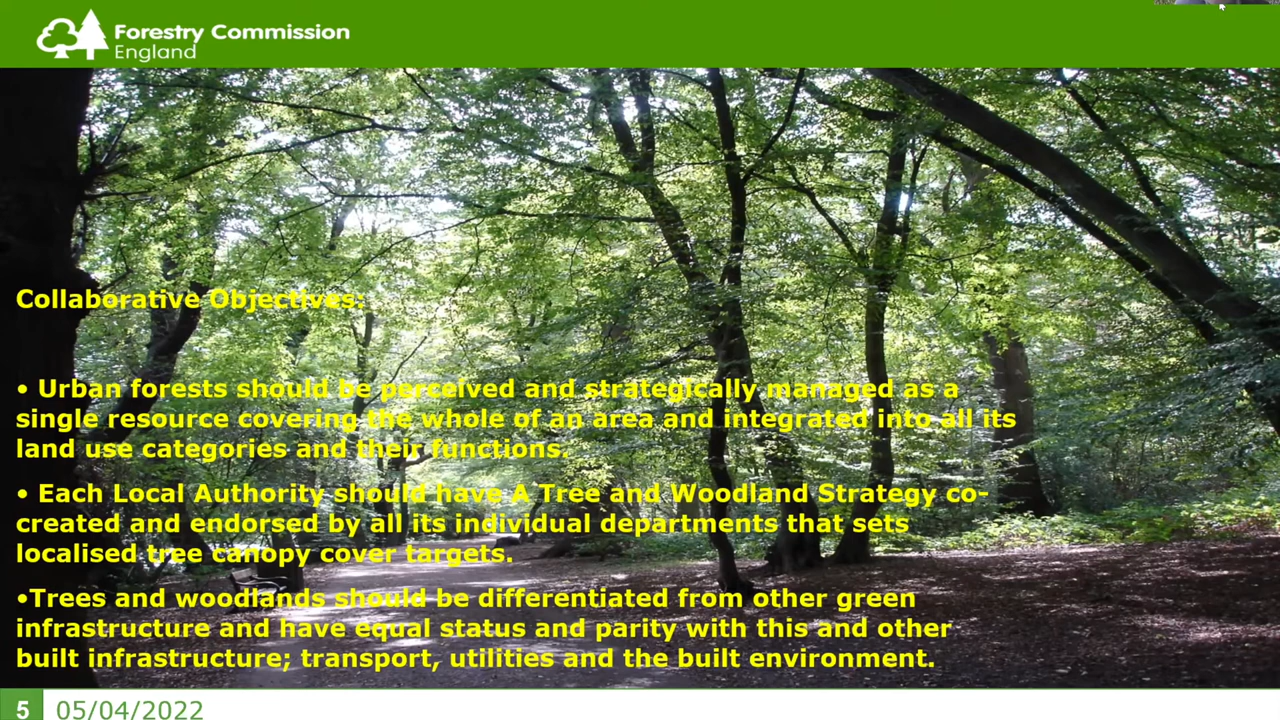 Forestry Commission
England
Collaborative Objectives:
• Urban forests should be perceived and strategically managed as a
single resource covering the whole of an area and integrated into all its
land use categories and their functions.
• Each Local Authority should have A Tree and Woodland Strategy co-
created and endorsed by all its individual departments that sets
localised tree canopy cover targets.
•Trees and woodlands should be differentiated from other green
infrastructure and have equal status and parity with this and other
built infrastructure; transport, utilities and the built environment.
5 05/04/2022